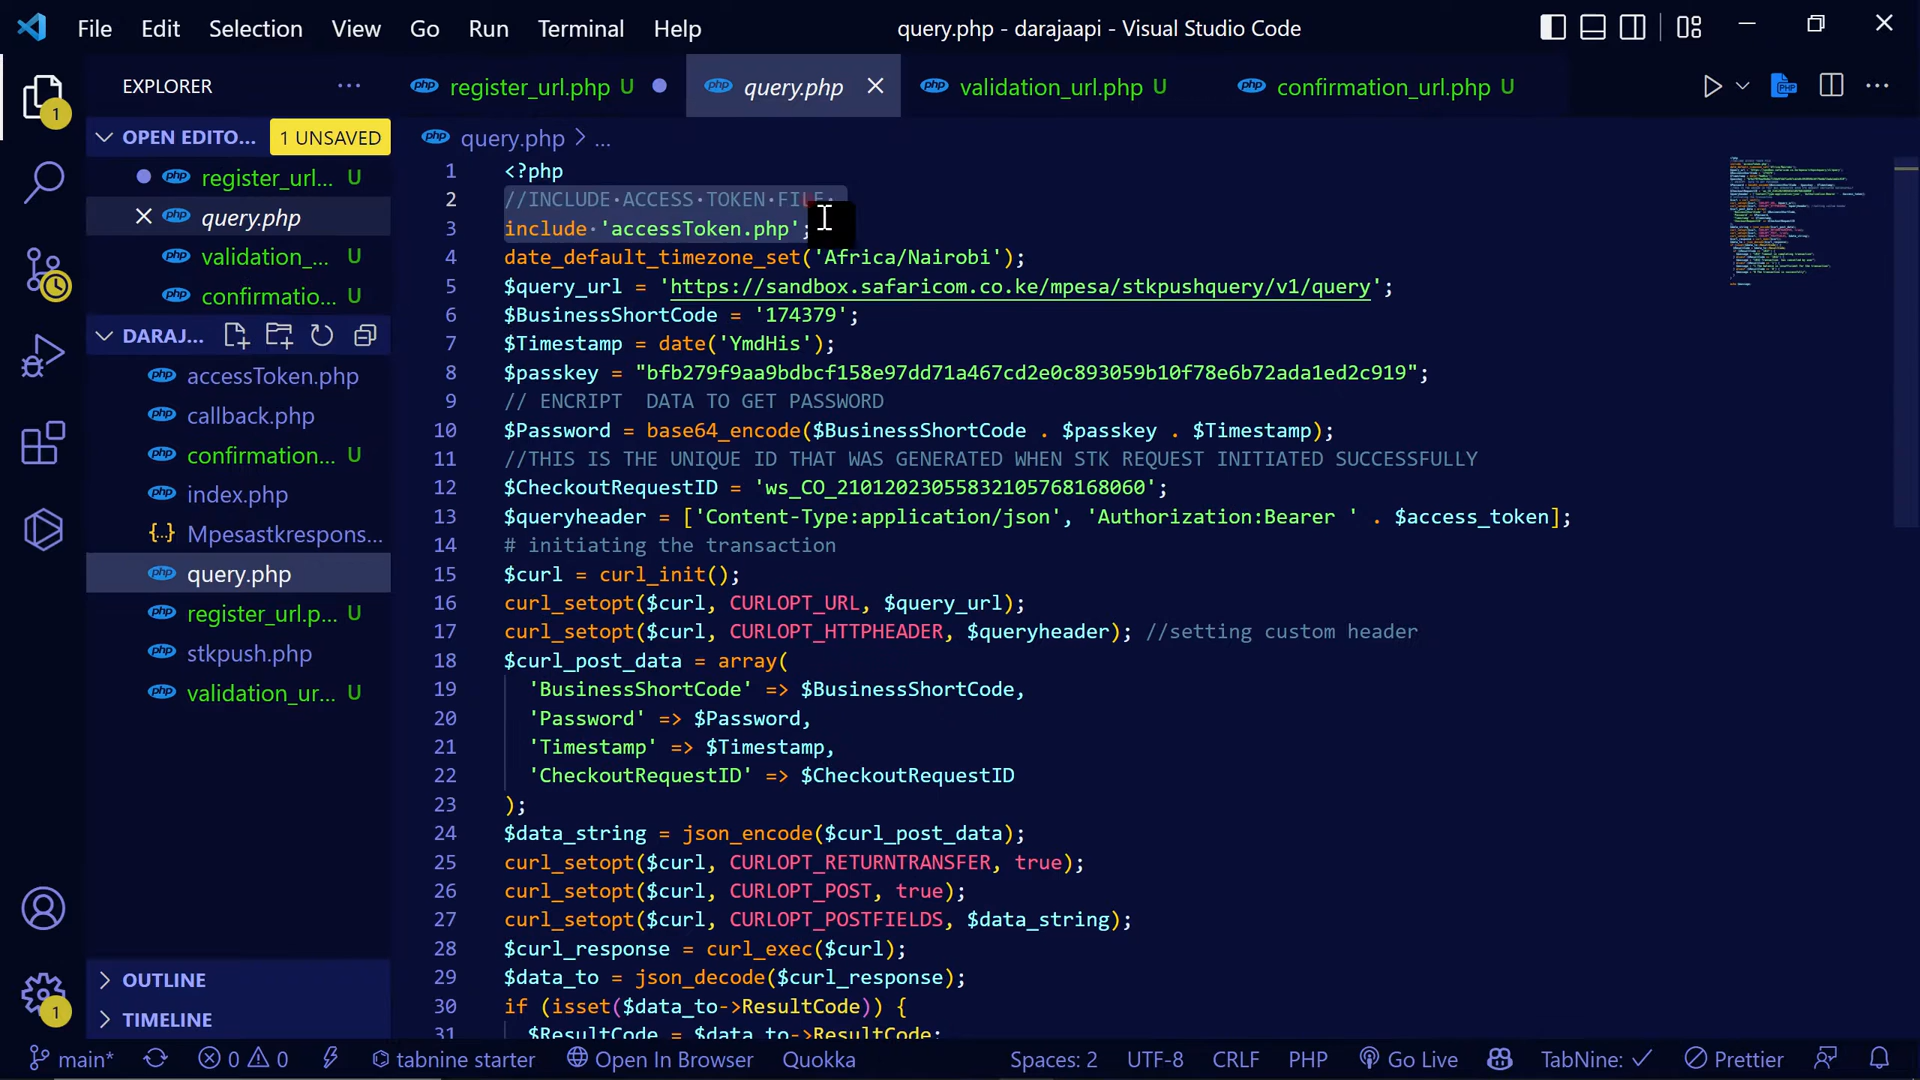 File Edit Selection View Go Run Terminal Help query.php - darajaapi - Visual Studio Code
EXPLORER
register_url.php U
query.php
validation_url.php U
confirmation_url.php U
OPEN EDITO... 1 UNSAVED
register_url... U
query.php
validation_... U
confirmatio... U
DARAJ...
accessToken.php
callback.php
confirmation... U
index.php
{} Mpesastkrespons...
query.php
register_url.p... U
stkpush.php
validation_ur... U
OUTLINE
TIMELINE
query.php > ...
1 <?php
2 //INCLUDE ACCESS TOKEN FILE
3 include 'accessToken.php';
4 date_default_timezone_set('Africa/Nairobi');
5 $query_url = 'https://sandbox.safaricom.co.ke/mpesa/stkpushquery/v1/query';
6 $BusinessShortCode = '174379';
7 $Timestamp = date('YmdHis');
8 $passkey = "bfb279f9aa9bdbcf158e97dd71a467cd2e0c893059b10f78e6b72ada1ed2c919";
9 // ENCRIPT  DATA TO GET PASSWORD
10 $Password = base64_encode($BusinessShortCode . $passkey . $Timestamp);
11 //THIS IS THE UNIQUE ID THAT WAS GENERATED WHEN STK REQUEST INITIATED SUCCESSFULLY
12 $CheckoutRequestID = 'ws_CO_21012023055832105768168060';
13 $queryheader = ['Content-Type:application/json', 'Authorization:Bearer ' . $access_token];
14 # initiating the transaction
15 $curl = curl_init();
16 curl_setopt($curl, CURLOPT_URL, $query_url);
17 curl_setopt($curl, CURLOPT_HTTPHEADER, $queryheader); //setting custom header
18 $curl_post_data = array(
19 'BusinessShortCode' => $BusinessShortCode,
20 'Password' => $Password,
21 'Timestamp' => $Timestamp,
22 'CheckoutRequestID' => $CheckoutRequestID
23 );
24 $data_string = json_encode($curl_post_data);
25 curl_setopt($curl, CURLOPT_RETURNTRANSFER, true);
26 curl_setopt($curl, CURLOPT_POST, true);
27 curl_setopt($curl, CURLOPT_POSTFIELDS, $data_string);
28 $curl_response = curl_exec($curl);
29 $data_to = json_decode($curl_response);
30 if (isset($data_to->ResultCode)) {
31 $ResultCode = $data_to->ResultCode;
main* 0 0 tabnine starter Open In Browser Quokka Spaces: 2 UTF-8 CRLF PHP Go Live TabNine: ✓ Prettier